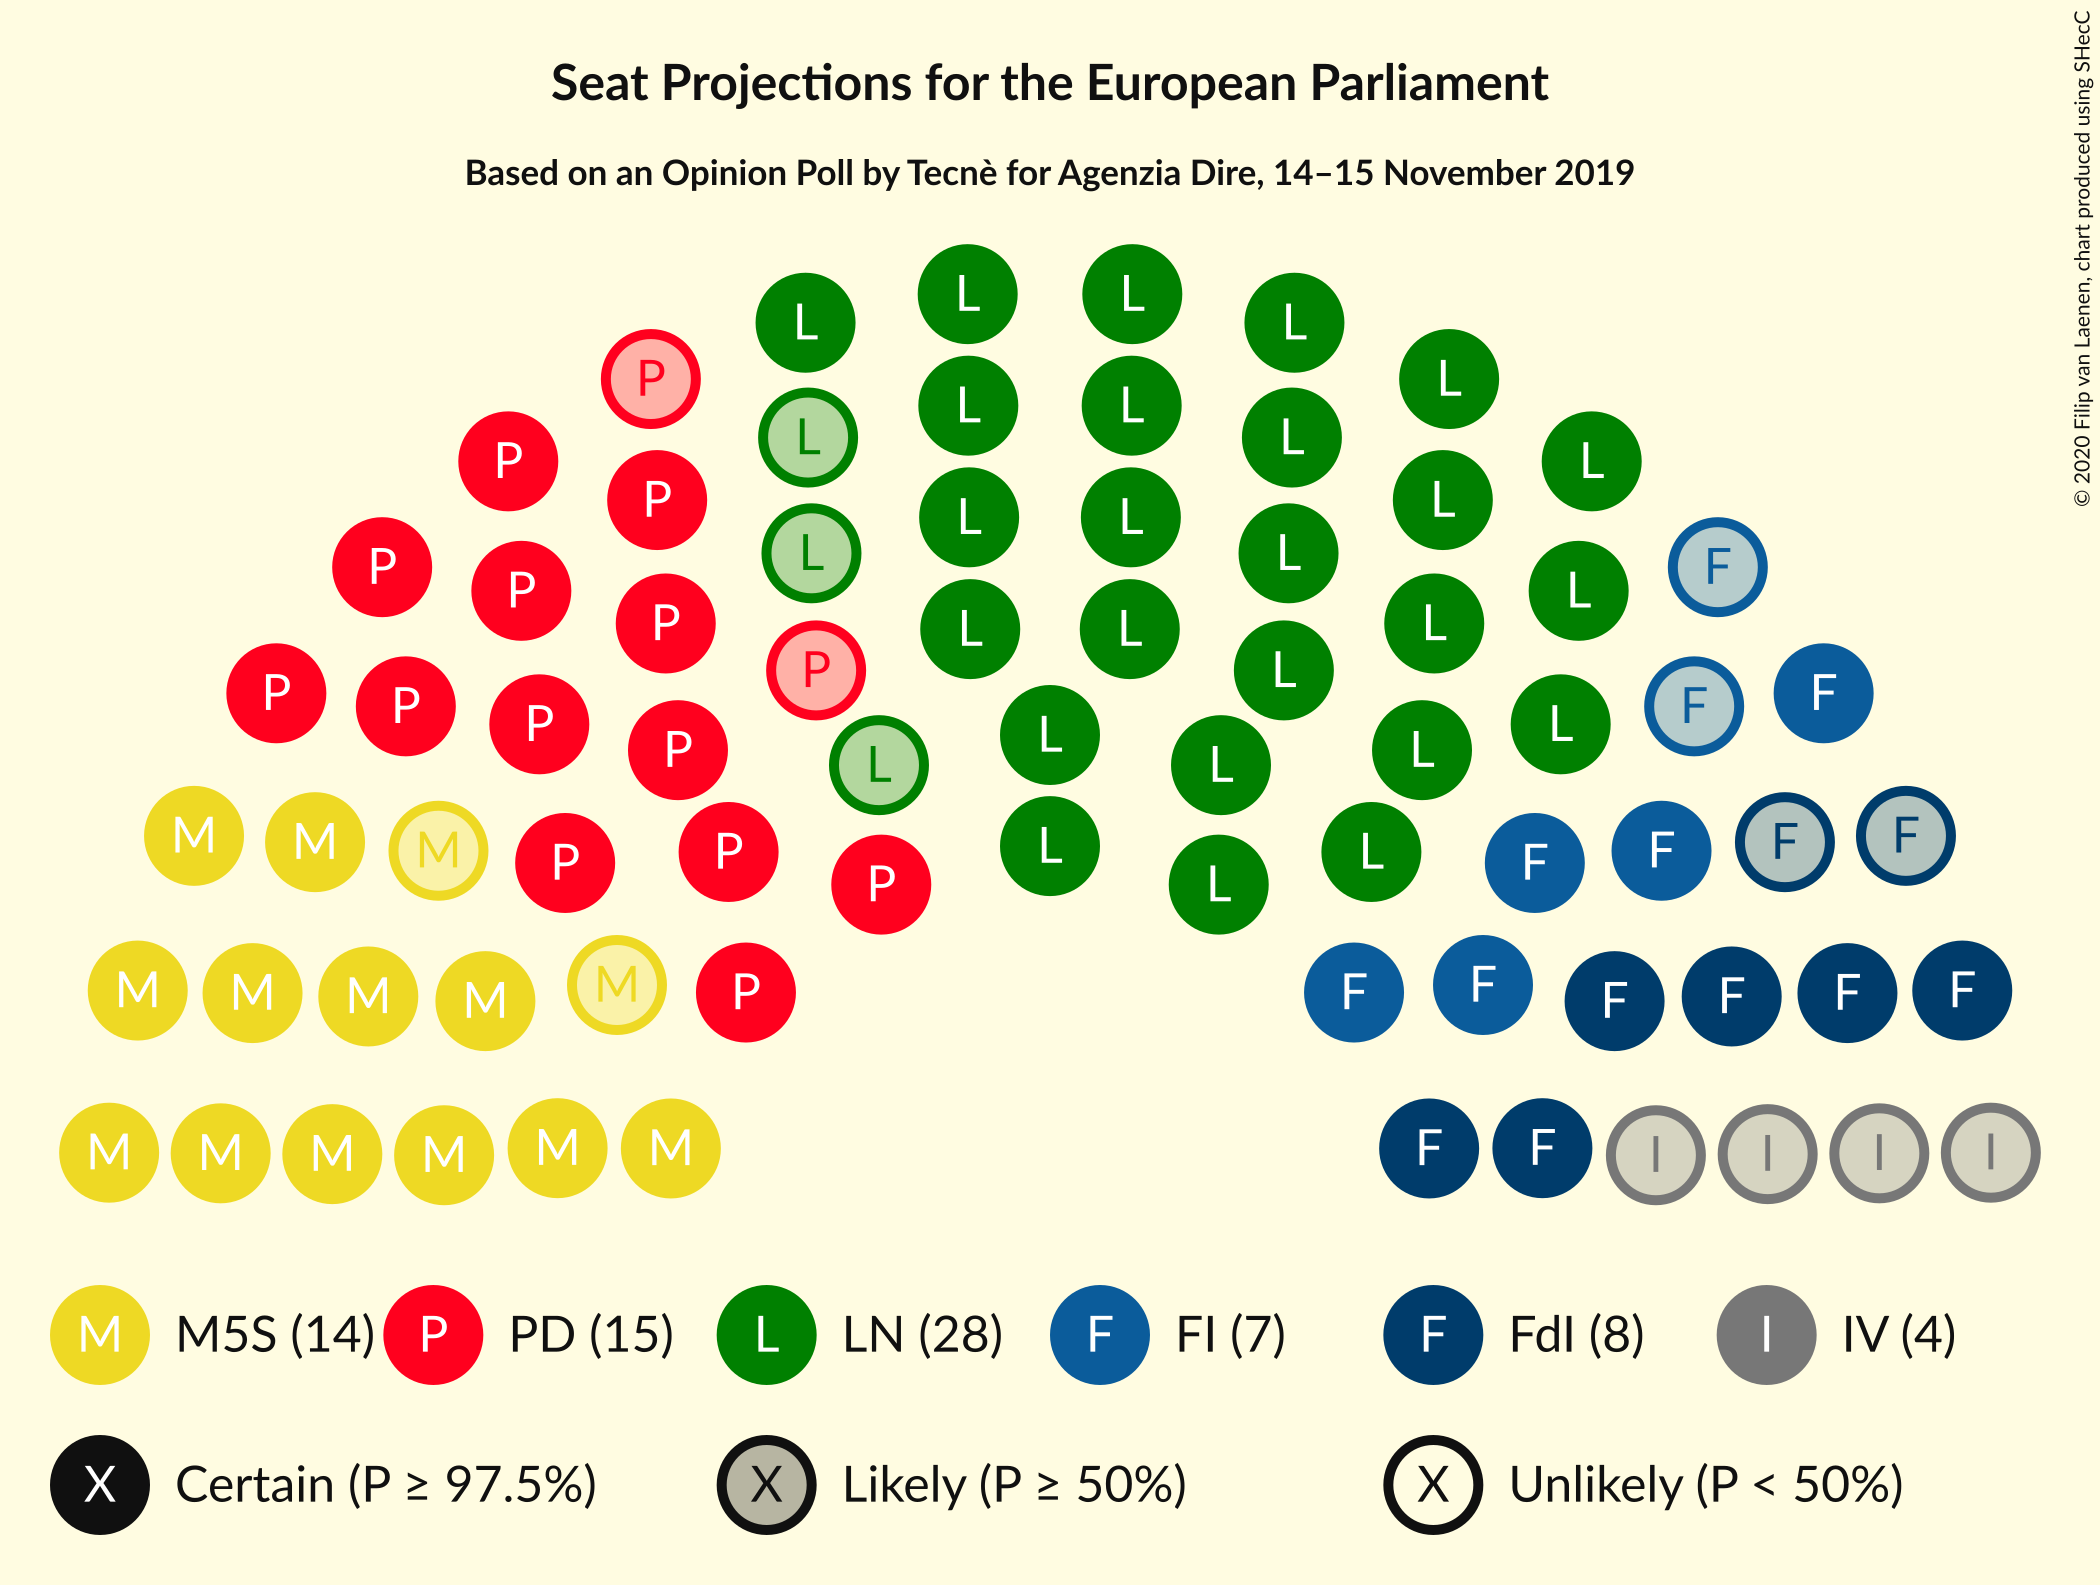 Seat Projections for the European Parliament
Based on an Opinion Poll by Tecnè for Agenzia Dire, 14–15 November 2019
© 2020 Filip van Laenen, chart produced using SHecC
L L
L L
P L
L L
P L L L
P L L
P L L L
L L
P P L F
P L
P L L
P P L
P P F F
P P L L
L L L
M M M P P L L F F F F
P L
M M M M M P F F F F F F
M M M M M M F F I I I I
M M5S (14) P PD (15) L LN (28) F FI (7) F FdI (8) I IV (4)
X Certain (P ≥ 97.5%) X Likely (P ≥ 50%) X Unlikely (P < 50%)